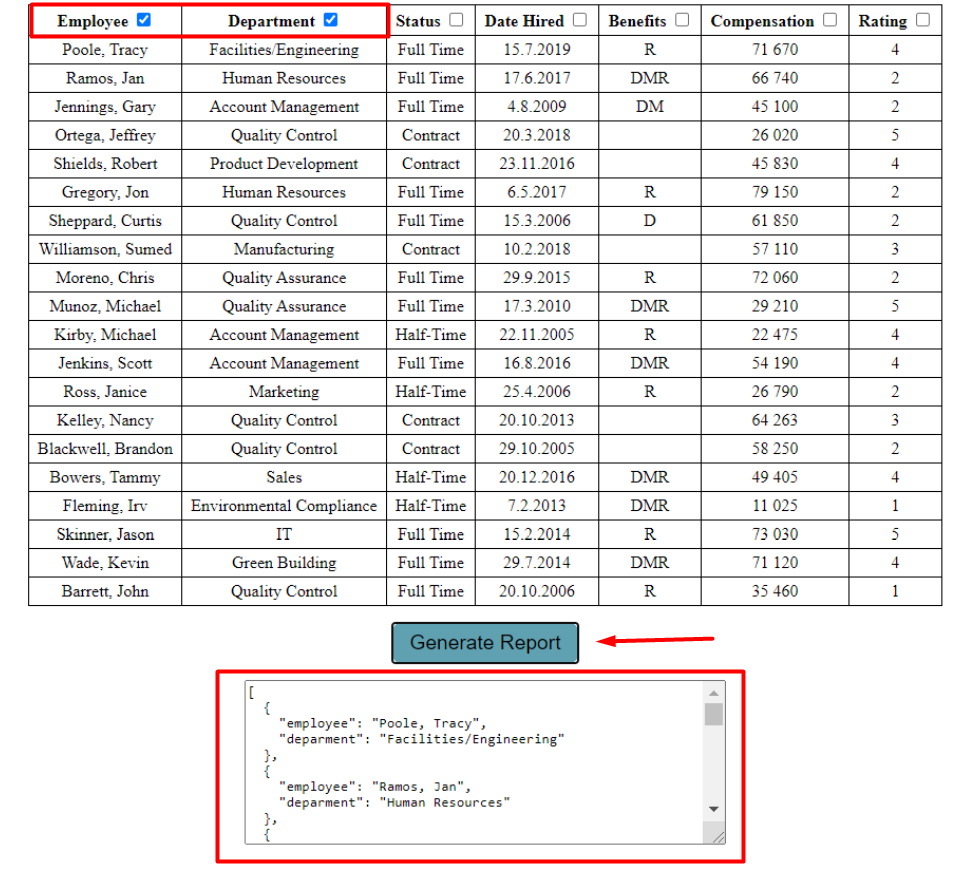 Employee Department Status Date Hired Benefits Compensation Rating
Poole, Tracy Facilities/Engineering Full Time 15.7.2019 R 71 670 4
Ramos, Jan Human Resources Full Time 17.6.2017 DMR 66 740 2
Jennings, Gary Account Management Full Time 4.8.2009 DM 45 100 2
Ortega, Jeffrey Quality Control Contract 20.3.2018 26 020 5
Shields, Robert Product Development Contract 23.11.2016 45 830 4
Gregory, Jon Human Resources Full Time 6.5.2017 R 79 150 2
Sheppard, Curtis Quality Control Full Time 15.3.2006 D 61 850 2
Williamson, Sumed Manufacturing Contract 10.2.2018 57 110 3
Moreno, Chris Quality Assurance Full Time 29.9.2015 R 72 060 2
Munoz, Michael Quality Assurance Full Time 17.3.2010 DMR 29 210 5
Kirby, Michael Account Management Half-Time 22.11.2005 R 22 475 4
Jenkins, Scott Account Management Full Time 16.8.2016 DMR 54 190 4
Ross, Janice Marketing Half-Time 25.4.2006 R 26 790 2
Kelley, Nancy Quality Control Contract 20.10.2013 64 263 3
Blackwell, Brandon Quality Control Contract 29.10.2005 58 250 2
Bowers, Tammy Sales Half-Time 20.12.2016 DMR 49 405 4
Fleming, Irv Environmental Compliance Half-Time 7.2.2013 DMR 11 025 1
Skinner, Jason IT Full Time 15.2.2014 R 73 030 5
Wade, Kevin Green Building Full Time 29.7.2014 DMR 71 120 4
Barrett, John Quality Control Full Time 20.10.2006 R 35 460 1
Generate Report
[
{
"employee": "Poole, Tracy",
"deparment": "Facilities/Engineering"
},
{
"employee": "Ramos, Jan",
"deparment": "Human Resources"
},
{